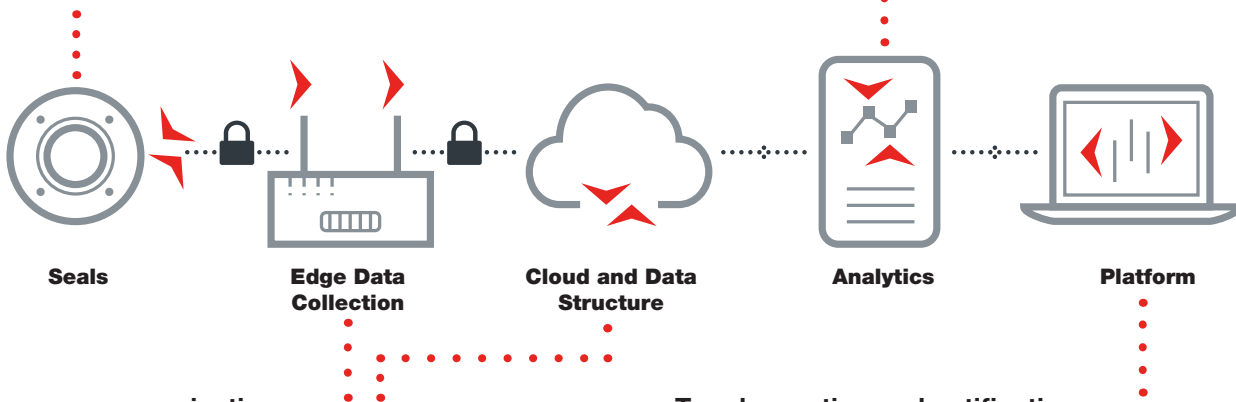 Seals
Edge Data
Collection
Cloud and Data
Structure
Analytics
Platform